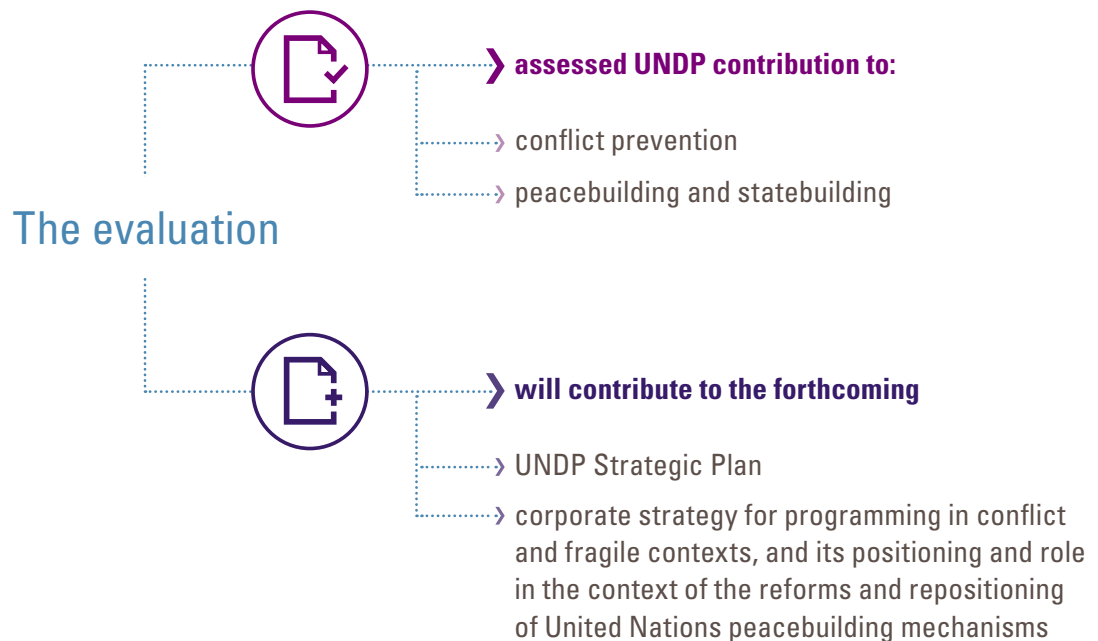 The evaluation
assessed UNDP contribution to:
conflict prevention
peacebuilding and statebuilding
will contribute to the forthcoming
UNDP Strategic Plan
corporate strategy for programming in conflict
and fragile contexts, and its positioning and role
in the context of the reforms and repositioning
of United Nations peacebuilding mechanisms